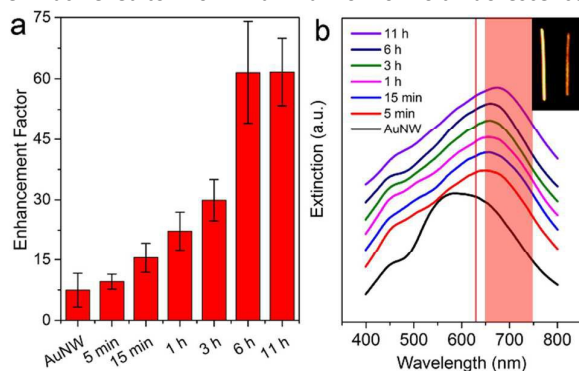 a
75
60
45
30
15
0
Enhancement Factor
AuNW
5 min
15 min
1 h
3 h
6 h
11 h
b
11 h
6 h
3 h
1 h
15 min
5 min
AuNW
Extinction (a.u.)
400 500 600 700 800
Wavelength (nm)